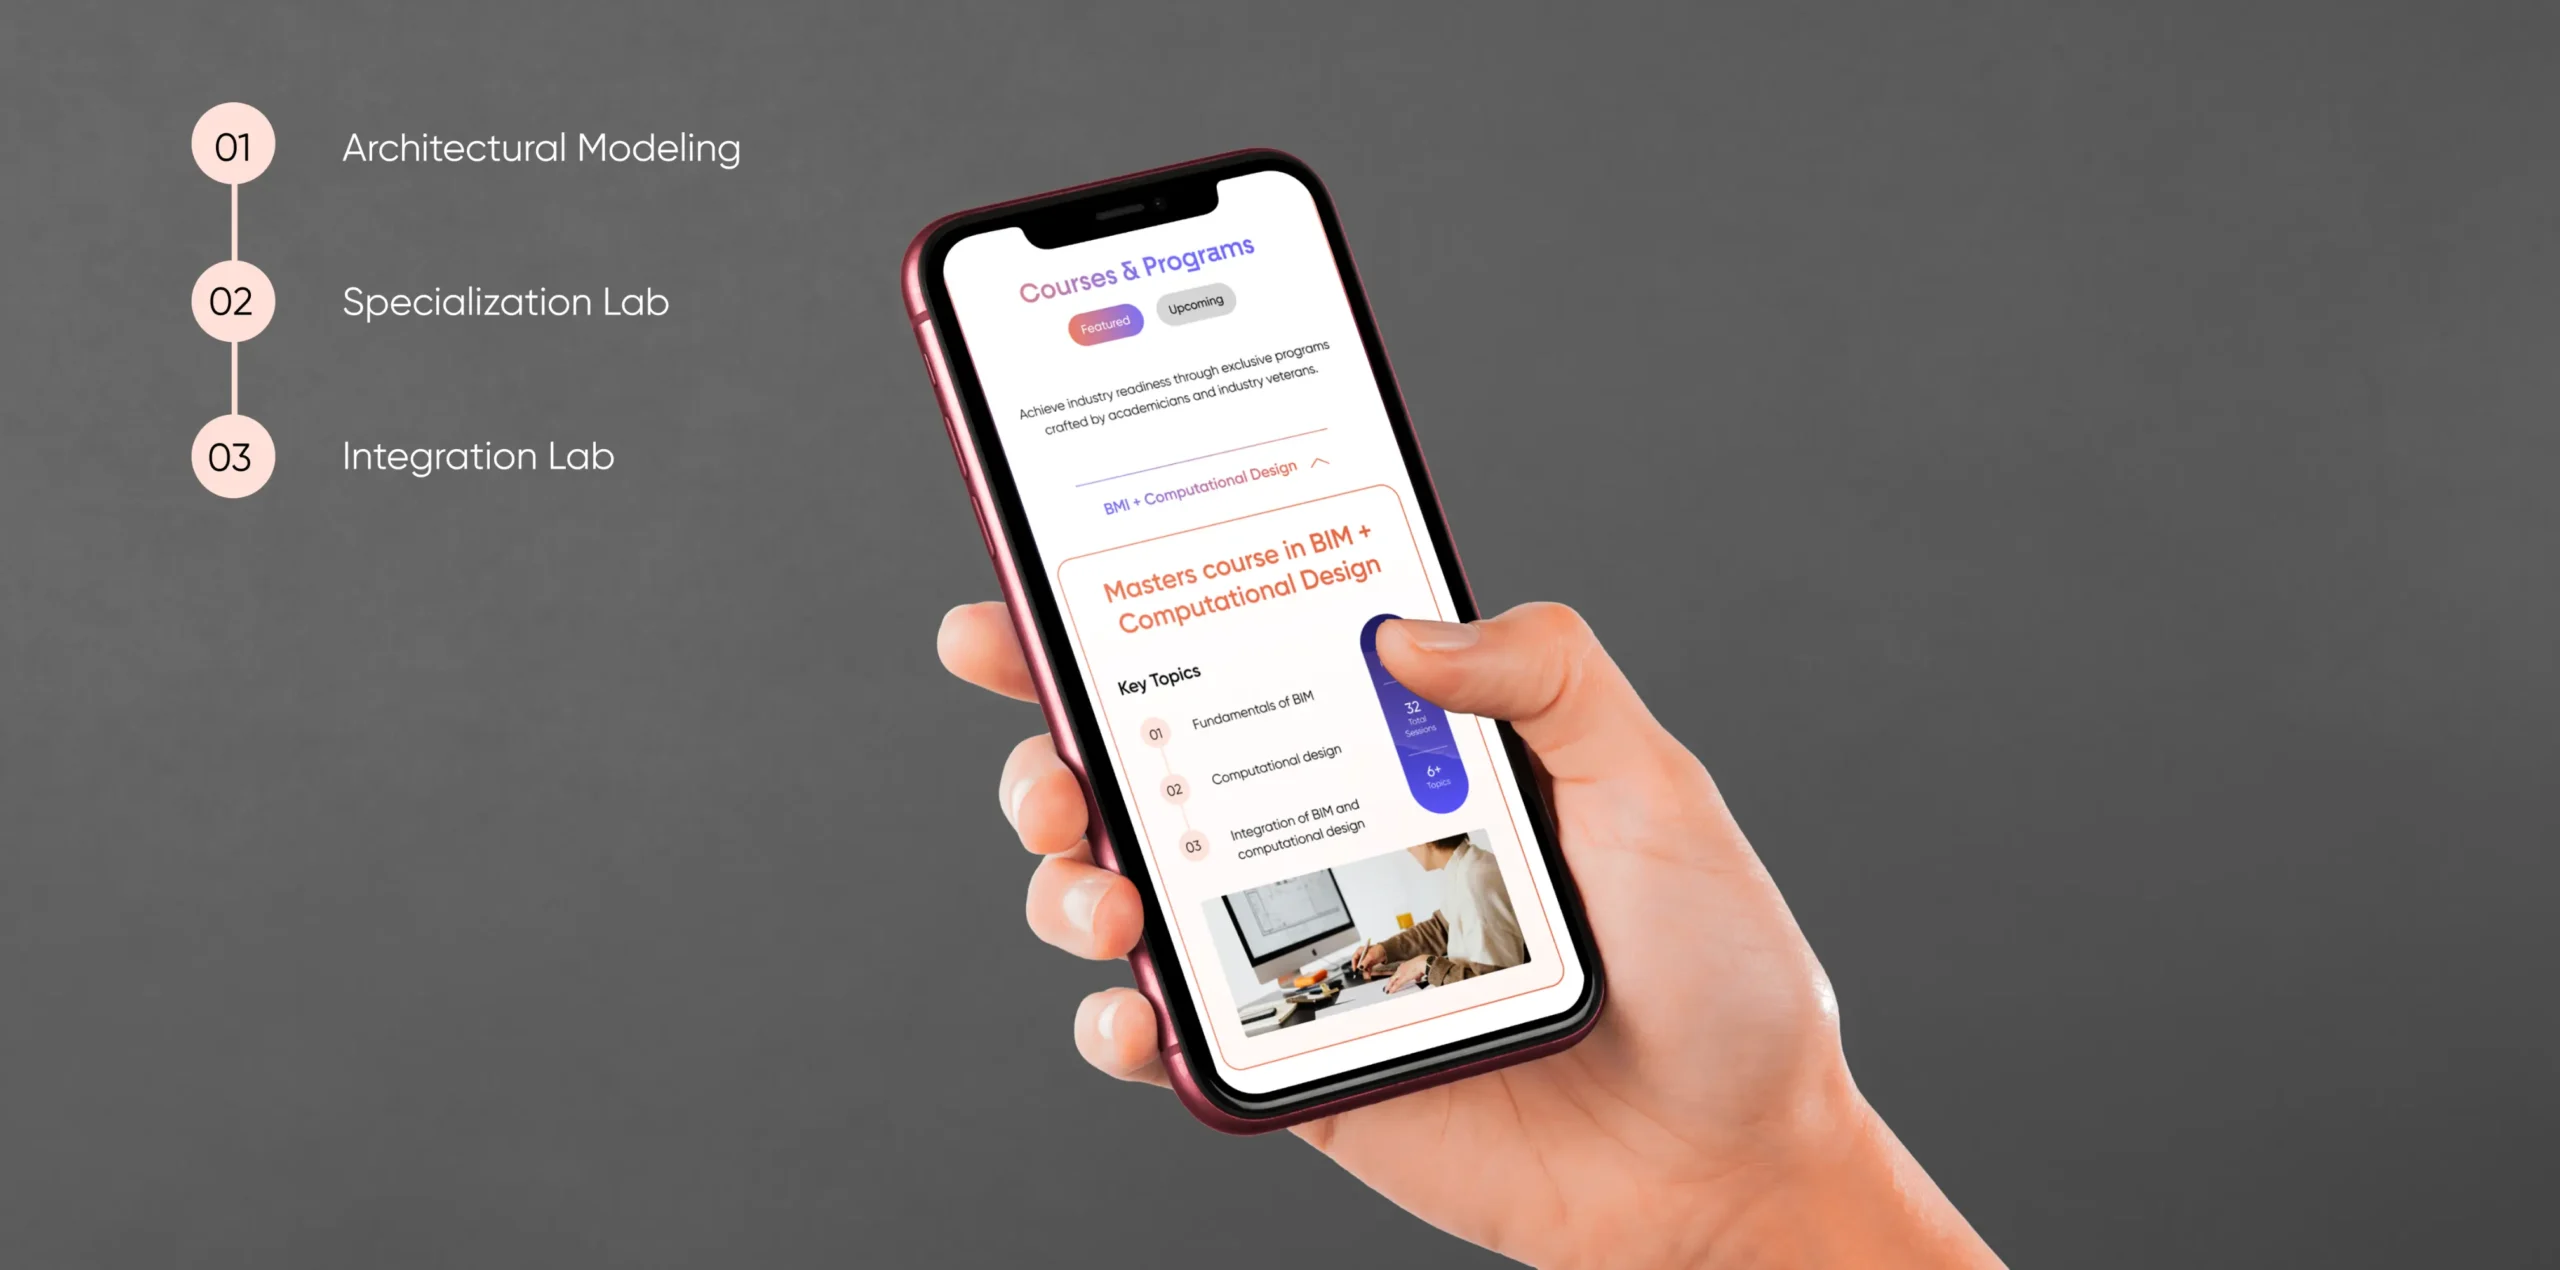 01 Architectural Modeling
02 Specialization Lab
03 Integration Lab
Courses & Programs
Featured Upcoming
Achieve industry readiness through exclusive programs
crafted by academicians and industry veterans.
BMI + Computational Design
Masters course in BIM +
Computational Design
Key Topics
01 Fundamentals of BIM
02 Computational design
03 Integration of BIM and
computational design
32
Total
Sessions
6+
Topics